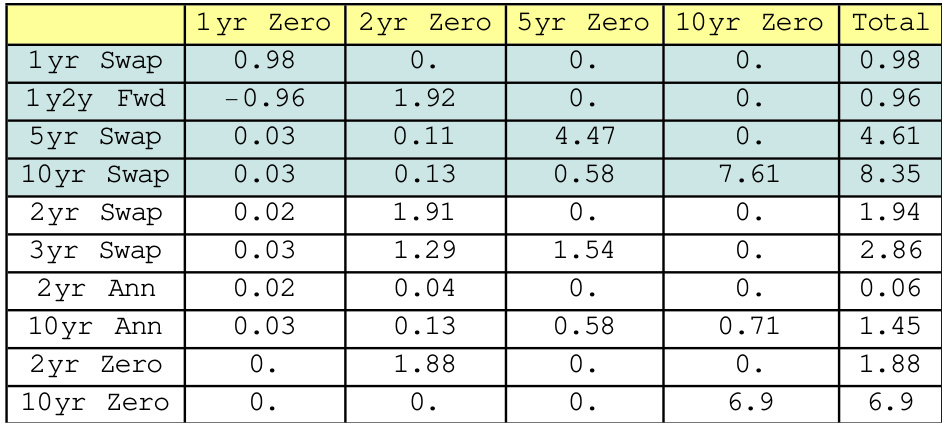 1yr Zero 2yr Zero 5yr Zero 10yr Zero Total
1yr Swap 0.98 0. 0. 0. 0.98
1y2y Fwd -0.96 1.92 0. 0. 0.96
5yr Swap 0.03 0.11 4.47 0. 4.61
10yr Swap 0.03 0.13 0.58 7.61 8.35
2yr Swap 0.02 1.91 0. 0. 1.94
3yr Swap 0.03 1.29 1.54 0. 2.86
2yr Ann 0.02 0.04 0. 0. 0.06
10yr Ann 0.03 0.13 0.58 0.71 1.45
2yr Zero 0. 1.88 0. 0. 1.88
10yr Zero 0. 0. 0. 6.9 6.9